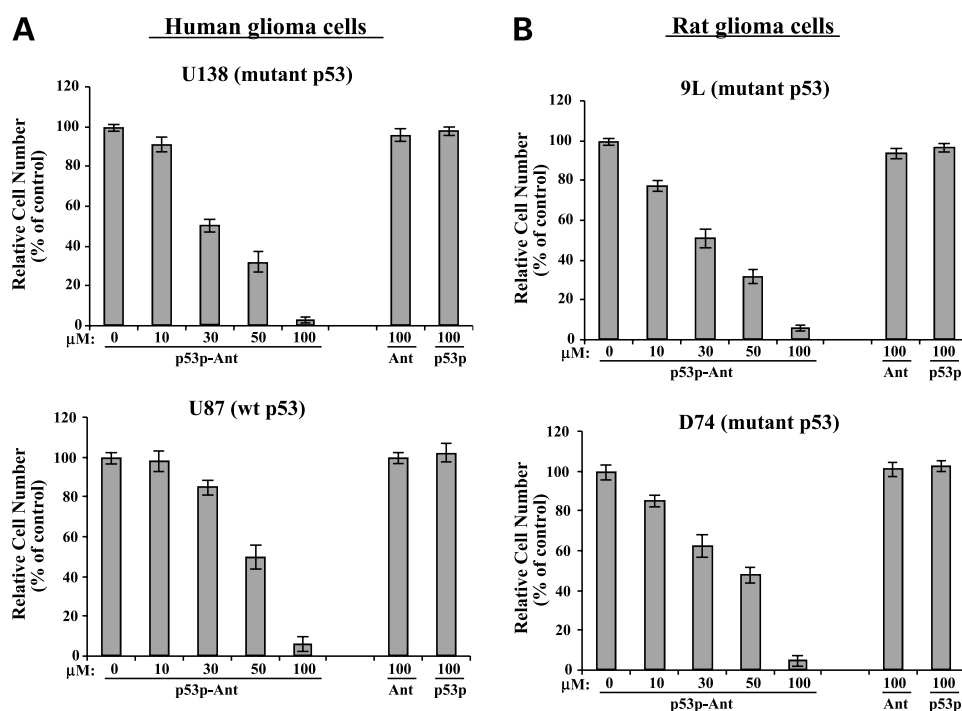 A
Human glioma cells
U138 (mutant p53)
Relative Cell Number
(% of control)
120
100
80
60
40
20
0
μM: 0 10 30 50 100 100 100
p53p-Ant Ant p53p
U87 (wt p53)
Relative Cell Number
(% of control)
120
100
80
60
40
20
0
μM: 0 10 30 50 100 100 100
p53p-Ant Ant p53p
B
Rat glioma cells
9L (mutant p53)
Relative Cell Number
(% of control)
120
100
80
60
40
20
0
μM: 0 10 30 50 100 100 100
p53p-Ant Ant p53p
D74 (mutant p53)
Relative Cell Number
(% of control)
120
100
80
60
40
20
0
μM: 0 10 30 50 100 100 100
p53p-Ant Ant p53p